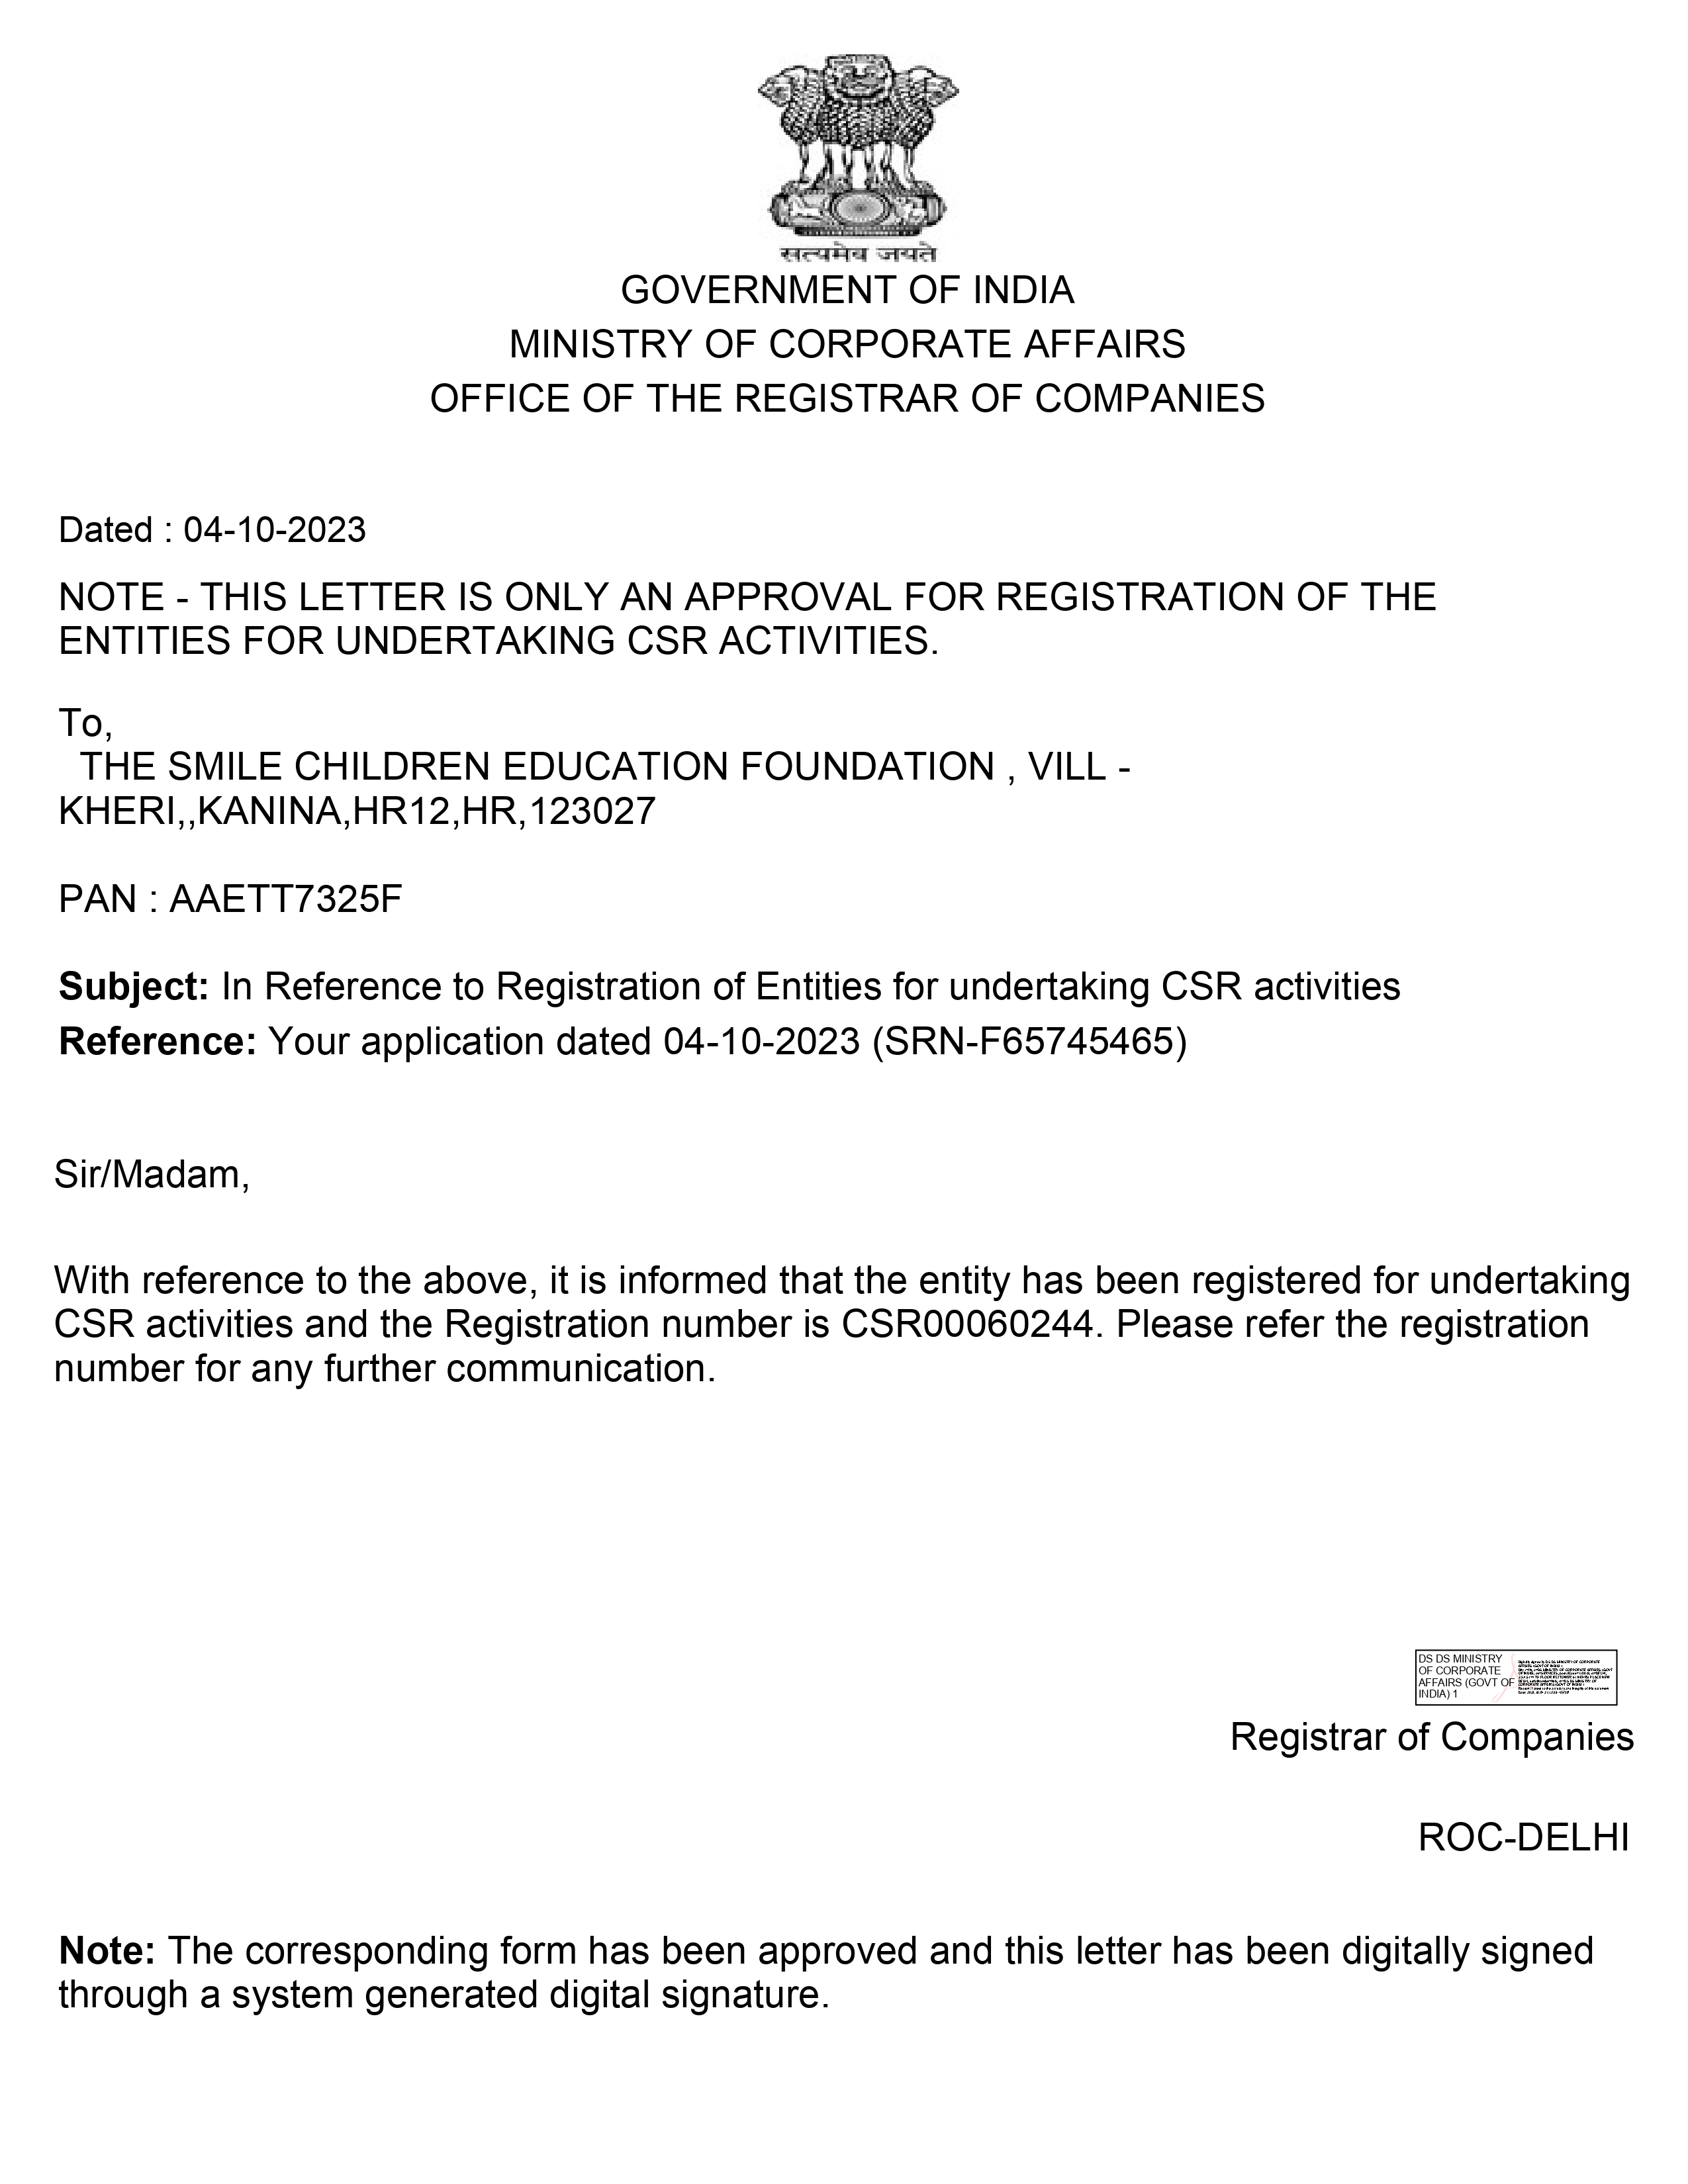 सत्यमेव जयते
GOVERNMENT OF INDIA
MINISTRY OF CORPORATE AFFAIRS
OFFICE OF THE REGISTRAR OF COMPANIES
Dated : 04-10-2023
NOTE - THIS LETTER IS ONLY AN APPROVAL FOR REGISTRATION OF THE
ENTITIES FOR UNDERTAKING CSR ACTIVITIES.
To,
THE SMILE CHILDREN EDUCATION FOUNDATION , VILL -
KHERI,,KANINA,HR12,HR,123027
PAN : AAETT7325F
Subject: In Reference to Registration of Entities for undertaking CSR activities
Reference: Your application dated 04-10-2023 (SRN-F65745465)
Sir/Madam,
With reference to the above, it is informed that the entity has been registered for undertaking
CSR activities and the Registration number is CSR00060244. Please refer the registration
number for any further communication.
DS DS MINISTRY
OF CORPORATE
AFFAIRS (GOVT OF
INDIA) 1
Registrar of Companies
ROC-DELHI
Note: The corresponding form has been approved and this letter has been digitally signed
through a system generated digital signature.